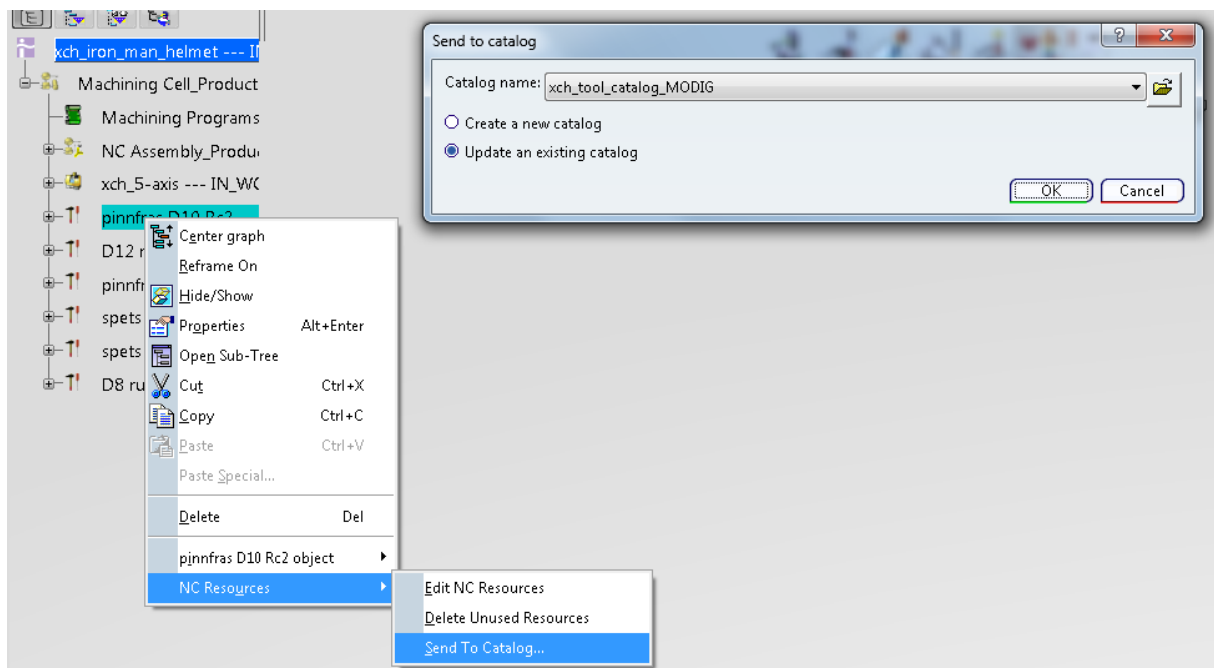 xch_iron_man_helmet --- IN
Machining Cell_Product
Machining Programs
NC Assembly_Produ
xch_5-axis --- IN_W
pinnfras D10 Rc2
D12 r
pinnfr
spets
spets
D8 ru
Center graph
Reframe On
Hide/Show
Properties Alt+Enter
Open Sub-Tree
Cut Ctrl+X
Copy Ctrl+C
Paste Ctrl+V
Paste Special...
Delete Del
pinnfras D10 Rc2 object
NC Resources
Edit NC Resources
Delete Unused Resources
Send To Catalog...
Send to catalog
Catalog name: xch_tool_catalog_MODIG
Create a new catalog
Update an existing catalog
OK Cancel